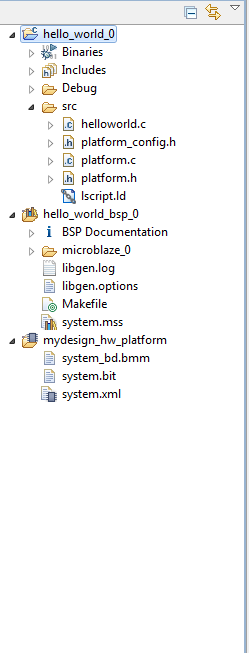 hello_world_0
Binaries
Includes
Debug
src
helloworld.c
platform_config.h
platform.c
platform.h
lscript.ld
hello_world_bsp_0
BSP Documentation
microblaze_0
libgen.log
libgen.options
Makefile
system.mss
mydesign_hw_platform
system_bd.bmm
system.bit
system.xml